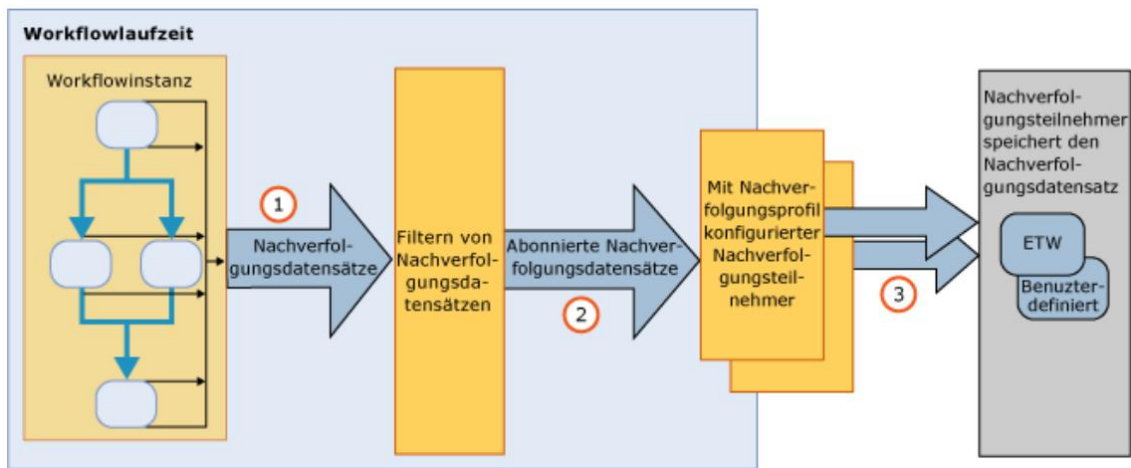 Workflowlaufzeit
Workflowinstanz
1
Nachverfol-
gungsdatensätze
Filtern von
Nachverfol-
gungsda-
tensätzen
Abonnierte Nachver-
folgungsdatensätze
2
Mit Nachver-
folgungsprofil
konfigurierter
Nachverfol-
gungsteil-
nehmer
3
Nachverfol-
gungsteilnehmer
speichert den
Nachverfol-
gungsdatensatz
ETW
Benuzter-
definiert